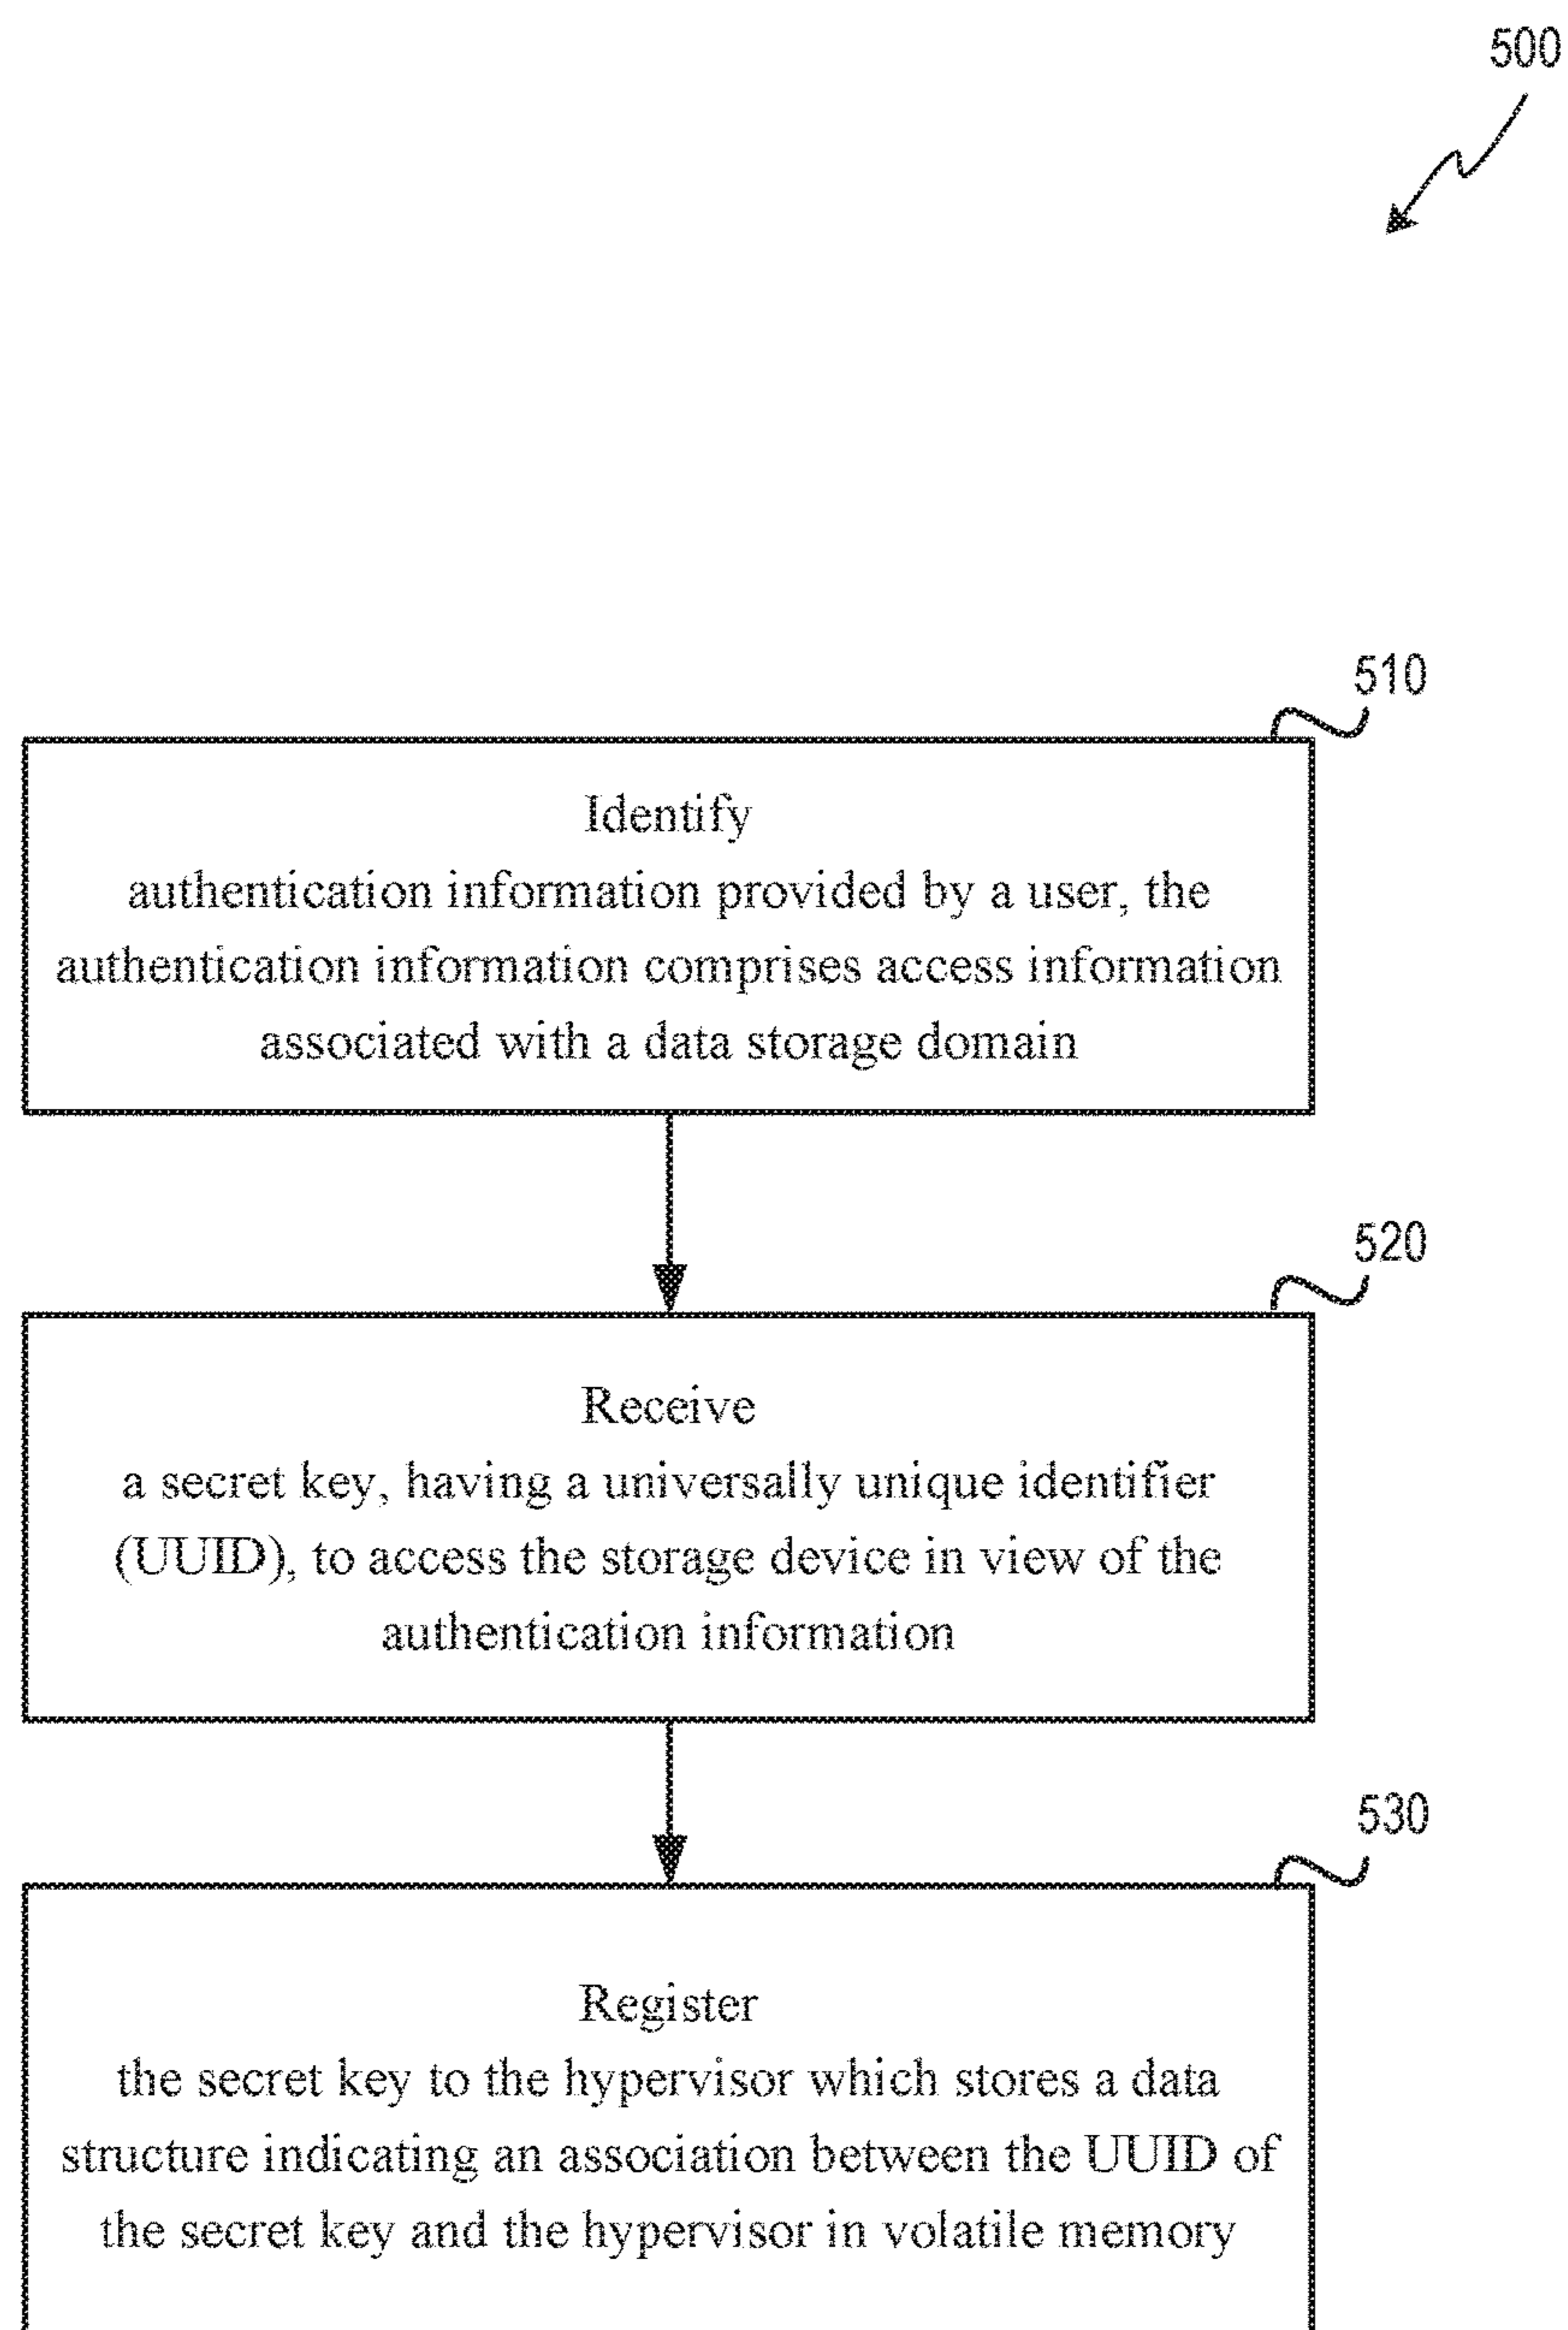 500
510
Identify
authentication information provided by a user, the
authentication information comprises access information
associated with a data storage domain
520
Receive
a secret key, having a universally unique identifier
(UUID), to access the storage device in view of the
authentication information
530
Register
the secret key to the hypervisor which stores a data
structure indicating an association between the UUID of
the secret key and the hypervisor in volatile memory